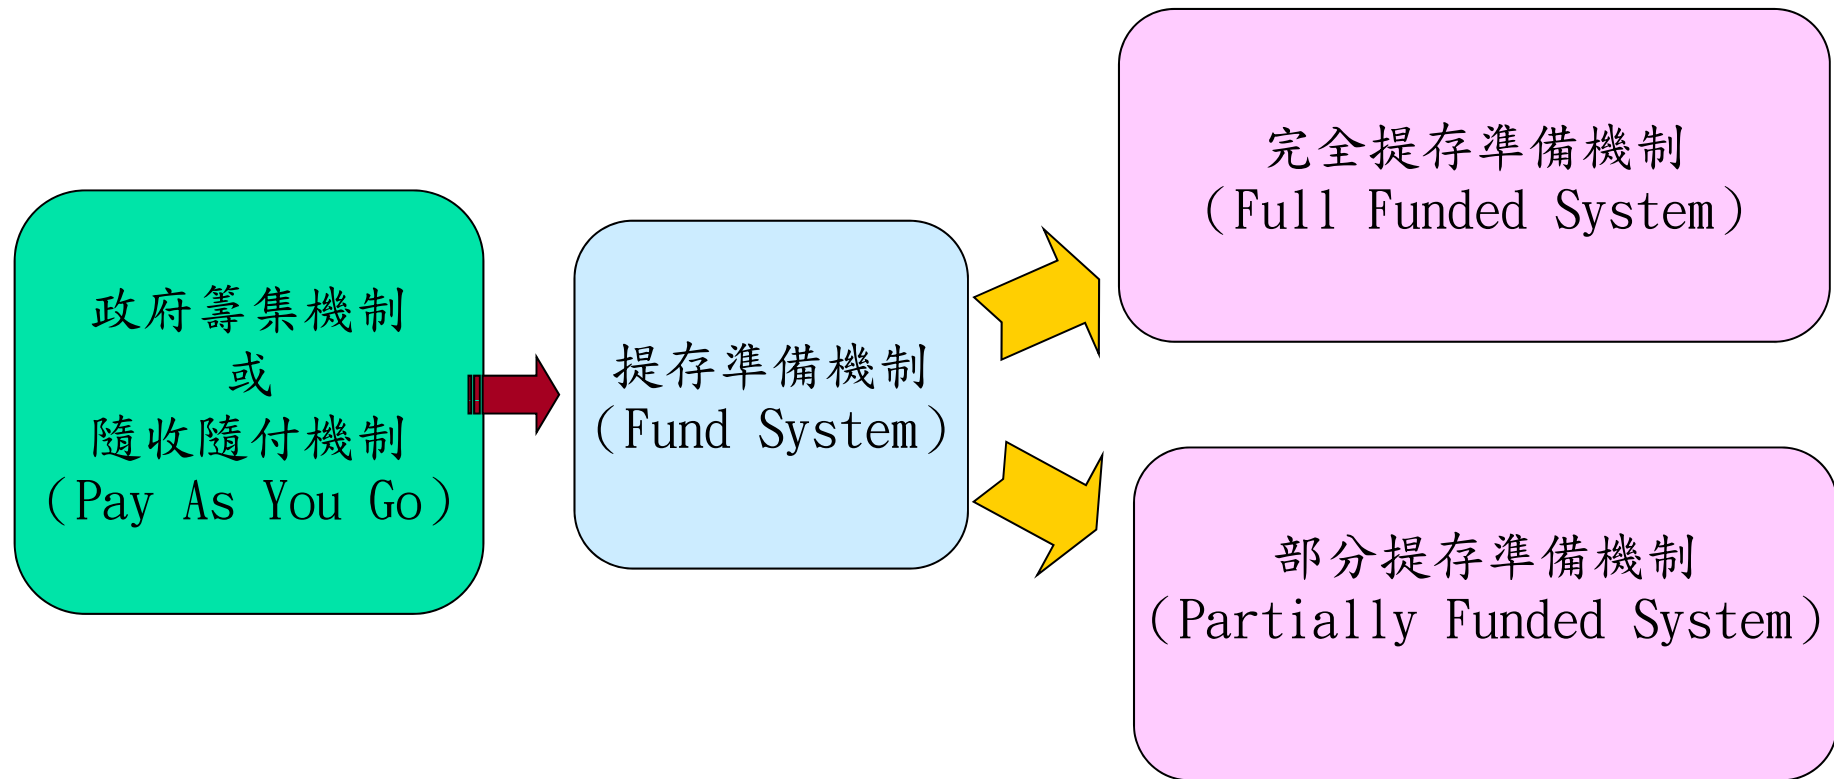 政府籌集機制
或
隨收隨付機制
（Pay As You Go）
提存準備機制
（Fund System）
完全提存準備機制
（Full Funded System）
部分提存準備機制
（Partially Funded System）